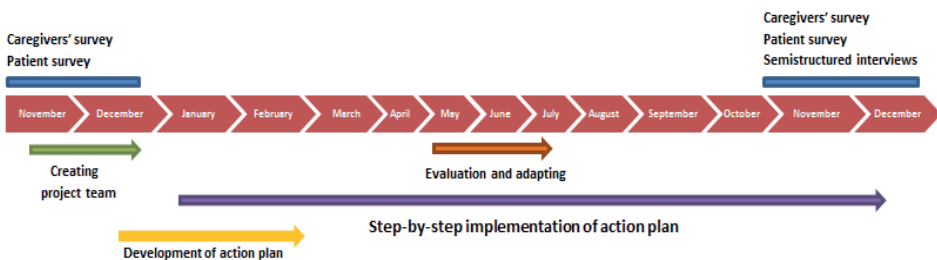 Caregivers' survey
Patient survey
Caregivers' survey
Patient survey
Semistructured interviews
November December January February March April May June July August September October November December
Creating
project team
Evaluation and adapting
Step-by-step implementation of action plan
Development of action plan